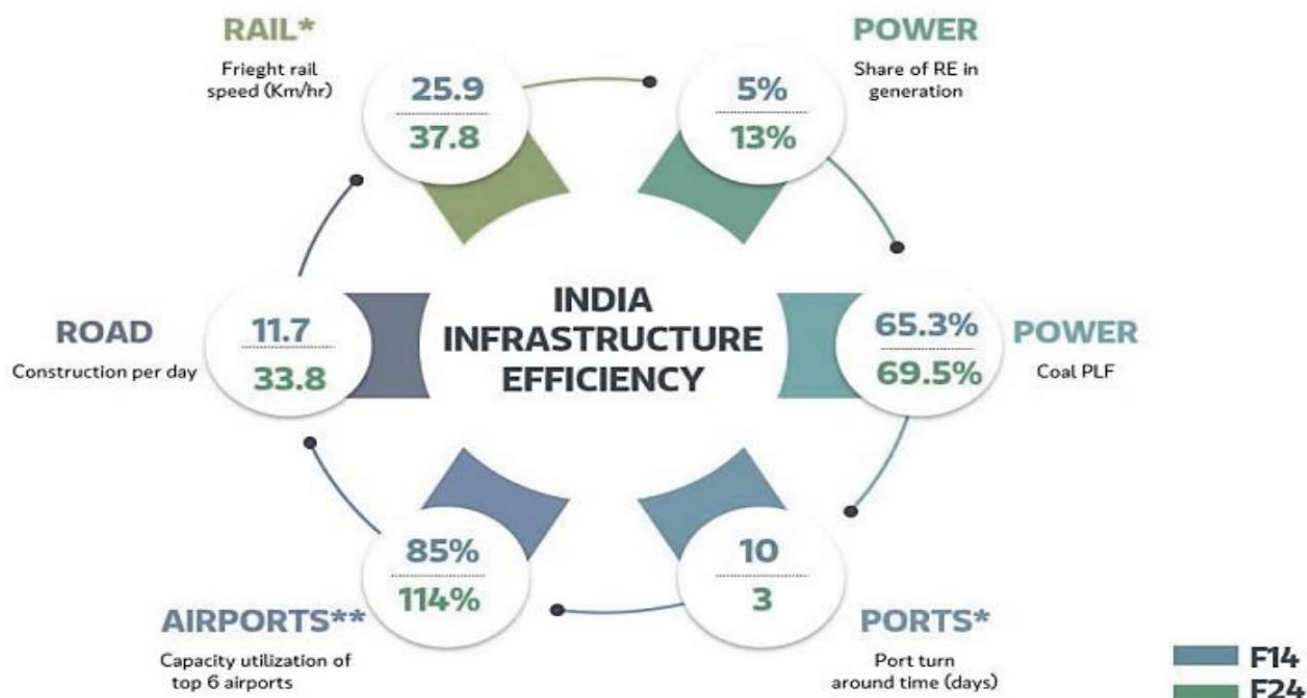 RAIL*
Frieght rail
speed (Km/hr)
25.9
37.8
POWER
Share of RE in
generation
5%
13%
ROAD
Construction per day
11.7
33.8
INDIA
INFRASTRUCTURE
EFFICIENCY
65.3%
69.5%
POWER
Coal PLF
85%
114%
AIRPORTS**
Capacity utilization of
top 6 airports
10
3
PORTS*
Port turn
around time (days)
F14
F24